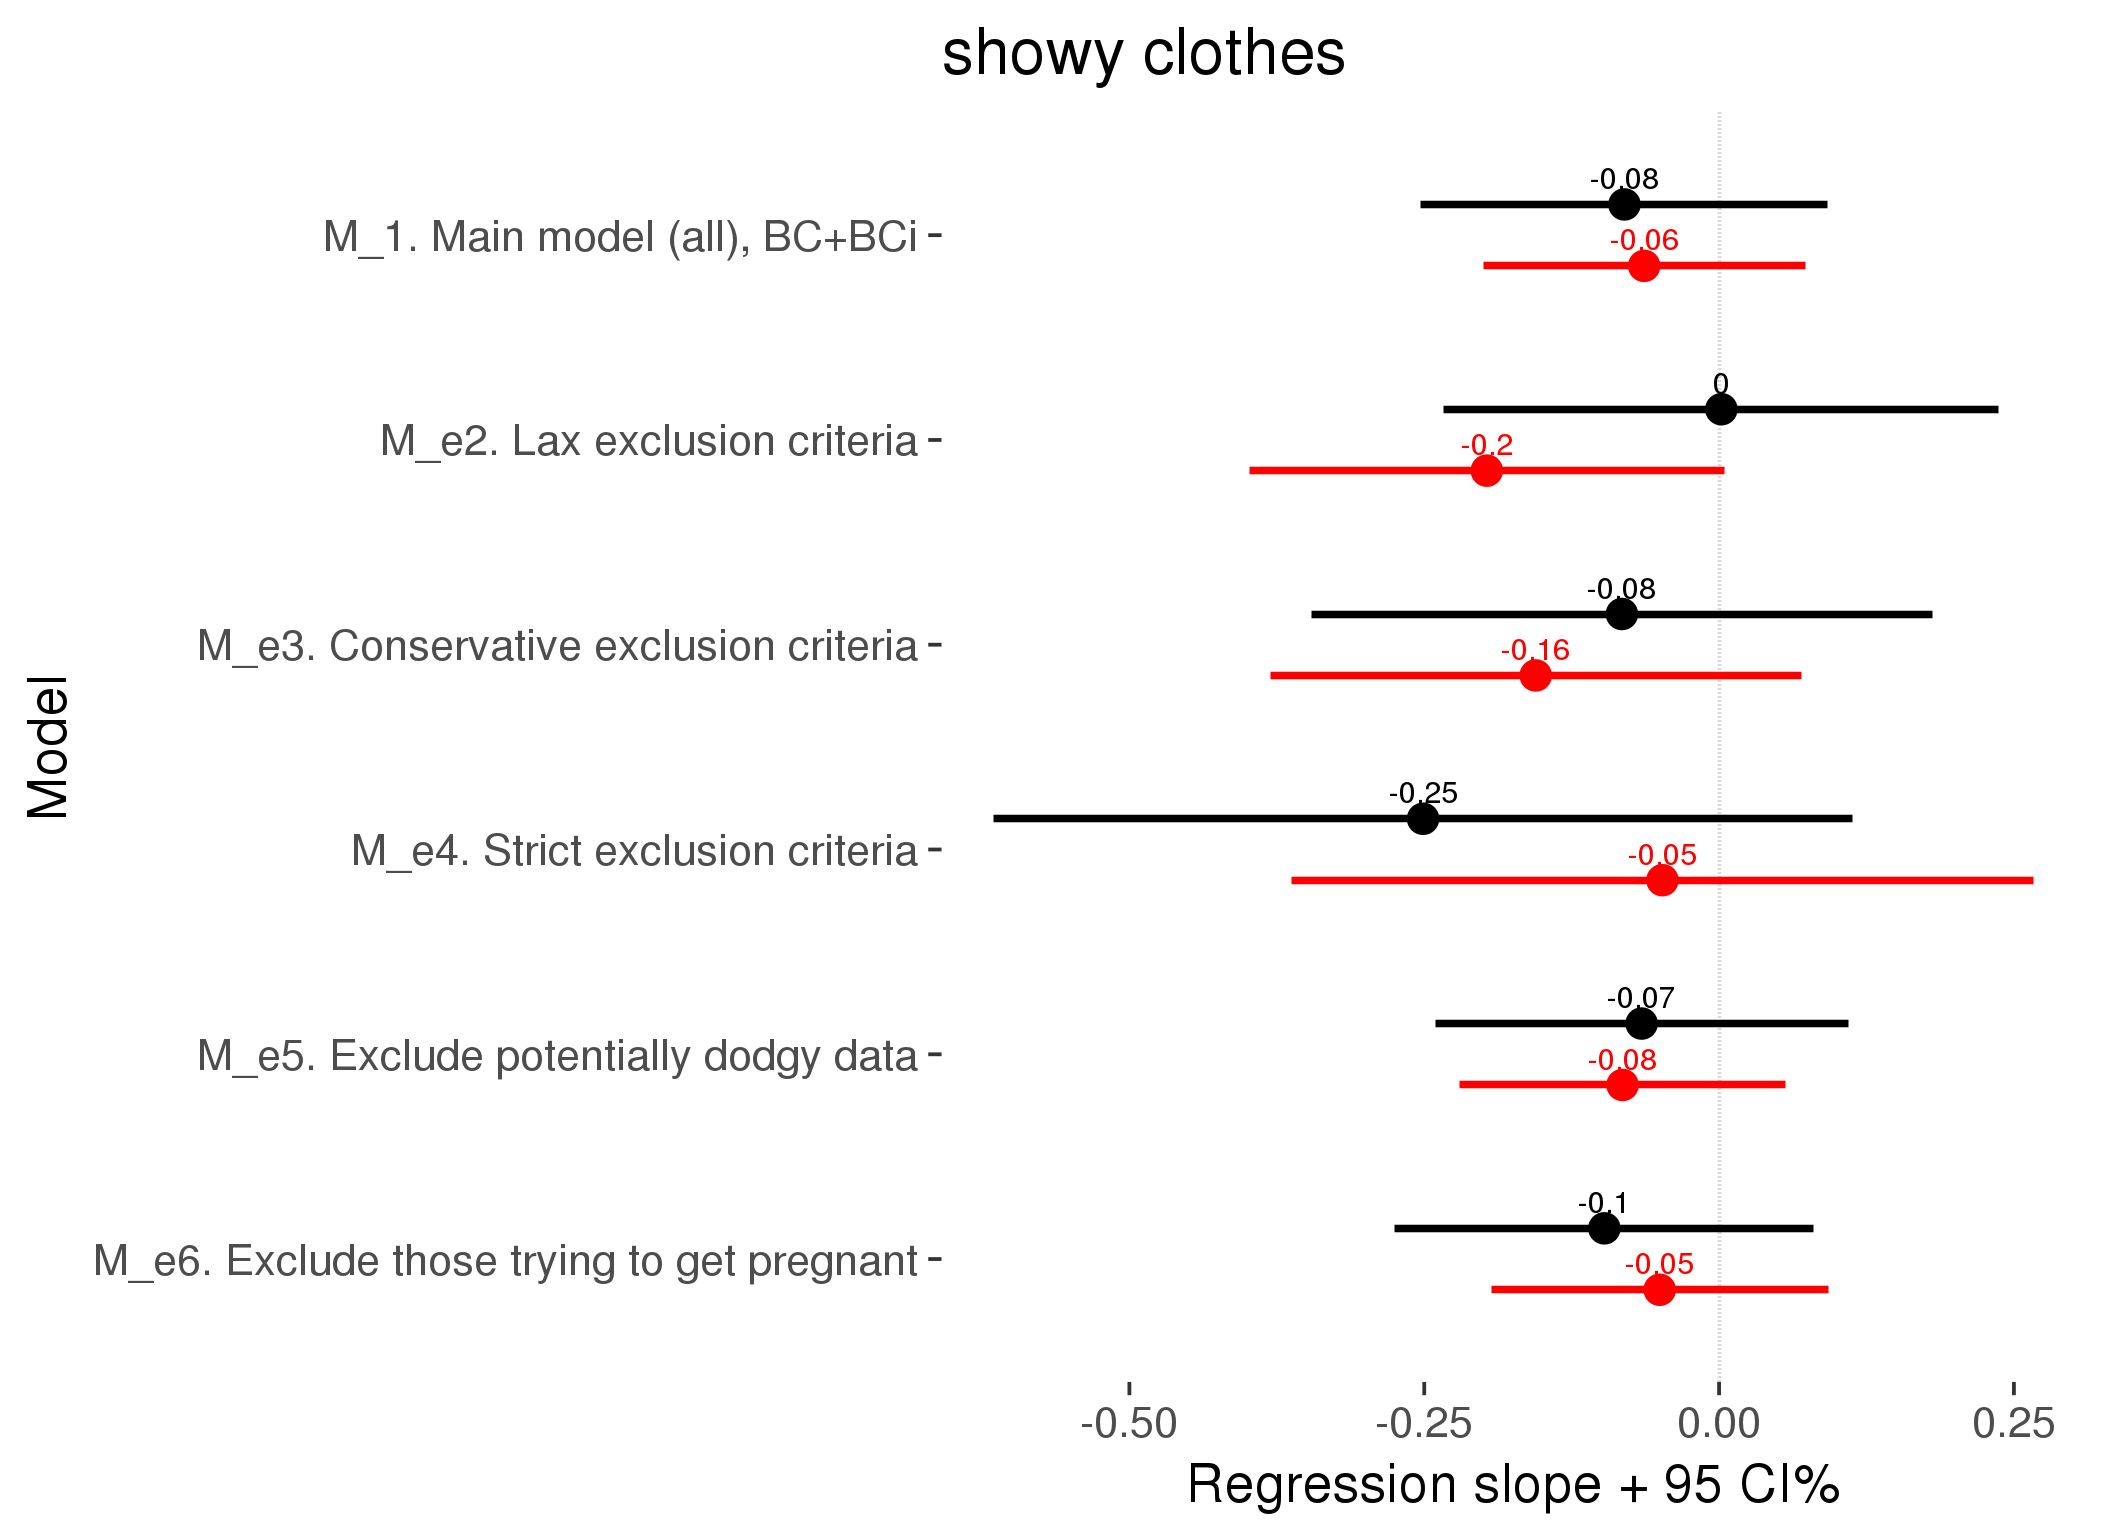 showy clothes
Model
M_1. Main model (all), BC+BCi
-0.08
-0.06
M_e2. Lax exclusion criteria
0
-0.2
M_e3. Conservative exclusion criteria
-0.08
-0.16
M_e4. Strict exclusion criteria
-0.25
-0.05
M_e5. Exclude potentially dodgy data
-0.07
-0.08
M_e6. Exclude those trying to get pregnant
-0.1
-0.05
-0.50 -0.25 0.00 0.25
Regression slope + 95 CI%